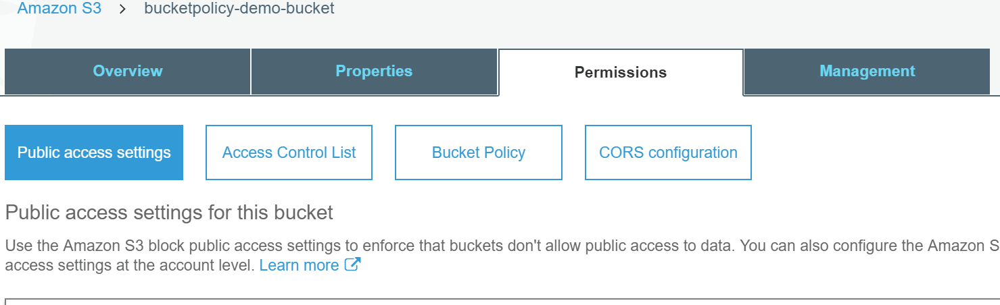 Amazon S3 > bucketpolicy-demo-bucket
Overview Properties Permissions Management
Public access settings Access Control List Bucket Policy CORS configuration
Public access settings for this bucket
Use the Amazon S3 block public access settings to enforce that buckets don't allow public access to data. You can also configure the Amazon S
access settings at the account level. Learn more